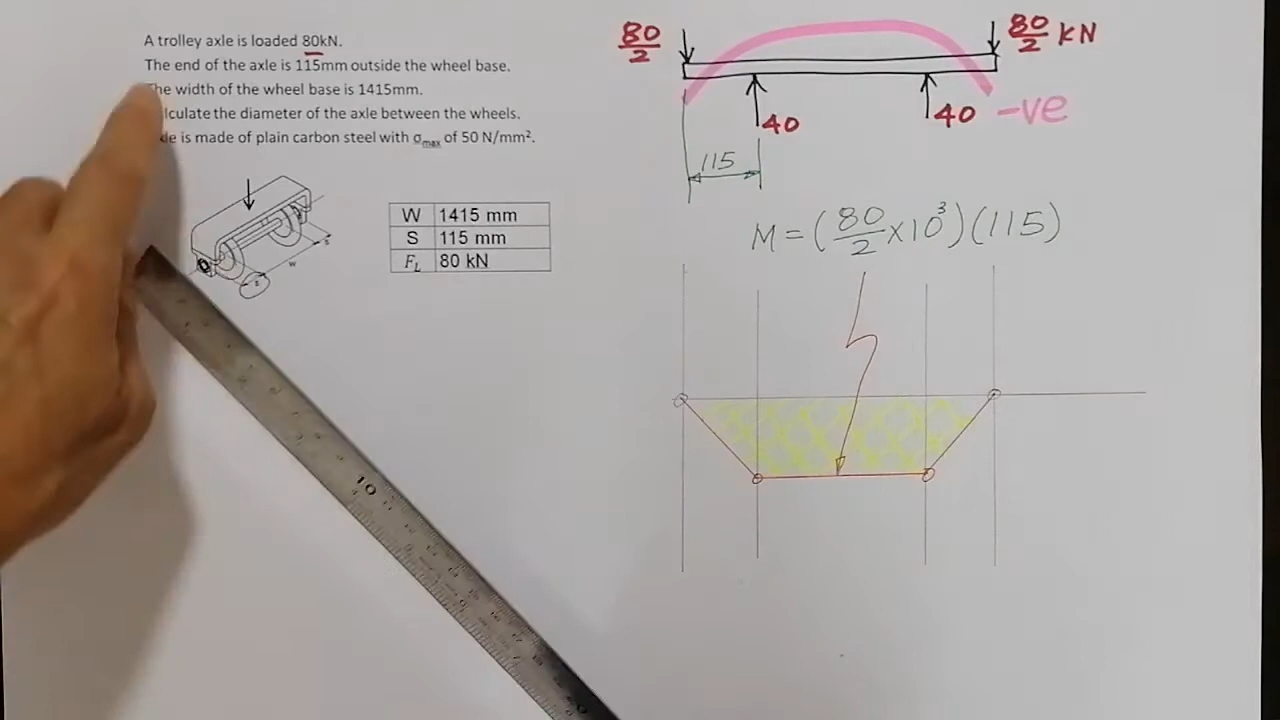 A trolley axle is loaded 80kN.
The end of the axle is 115mm outside the wheel base.
The width of the wheel base is 1415mm.
lculate the diameter of the axle between the wheels.
is made of plain carbon steel with σmax of 50 N/mm².
W 1415 mm
S 115 mm
FL 80 kN
80/2
80/2 kN
40
40 -ve
115
M = (80/2 x10³)(115)
10